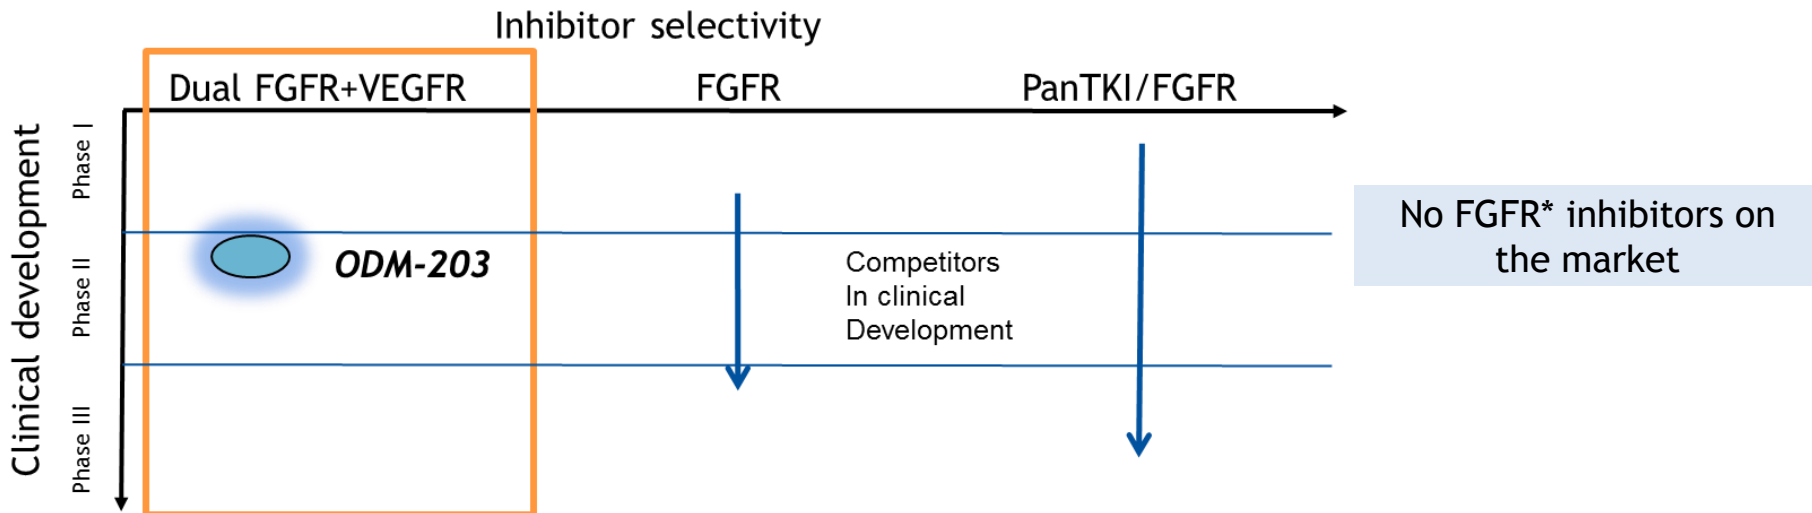 Inhibitor selectivity
Dual FGFR+VEGFR
FGFR
PanTKI/FGFR
Clinical development
Phase I
Phase II
Phase III
ODM-203
Competitors
In clinical
Development
No FGFR* inhibitors on
the market